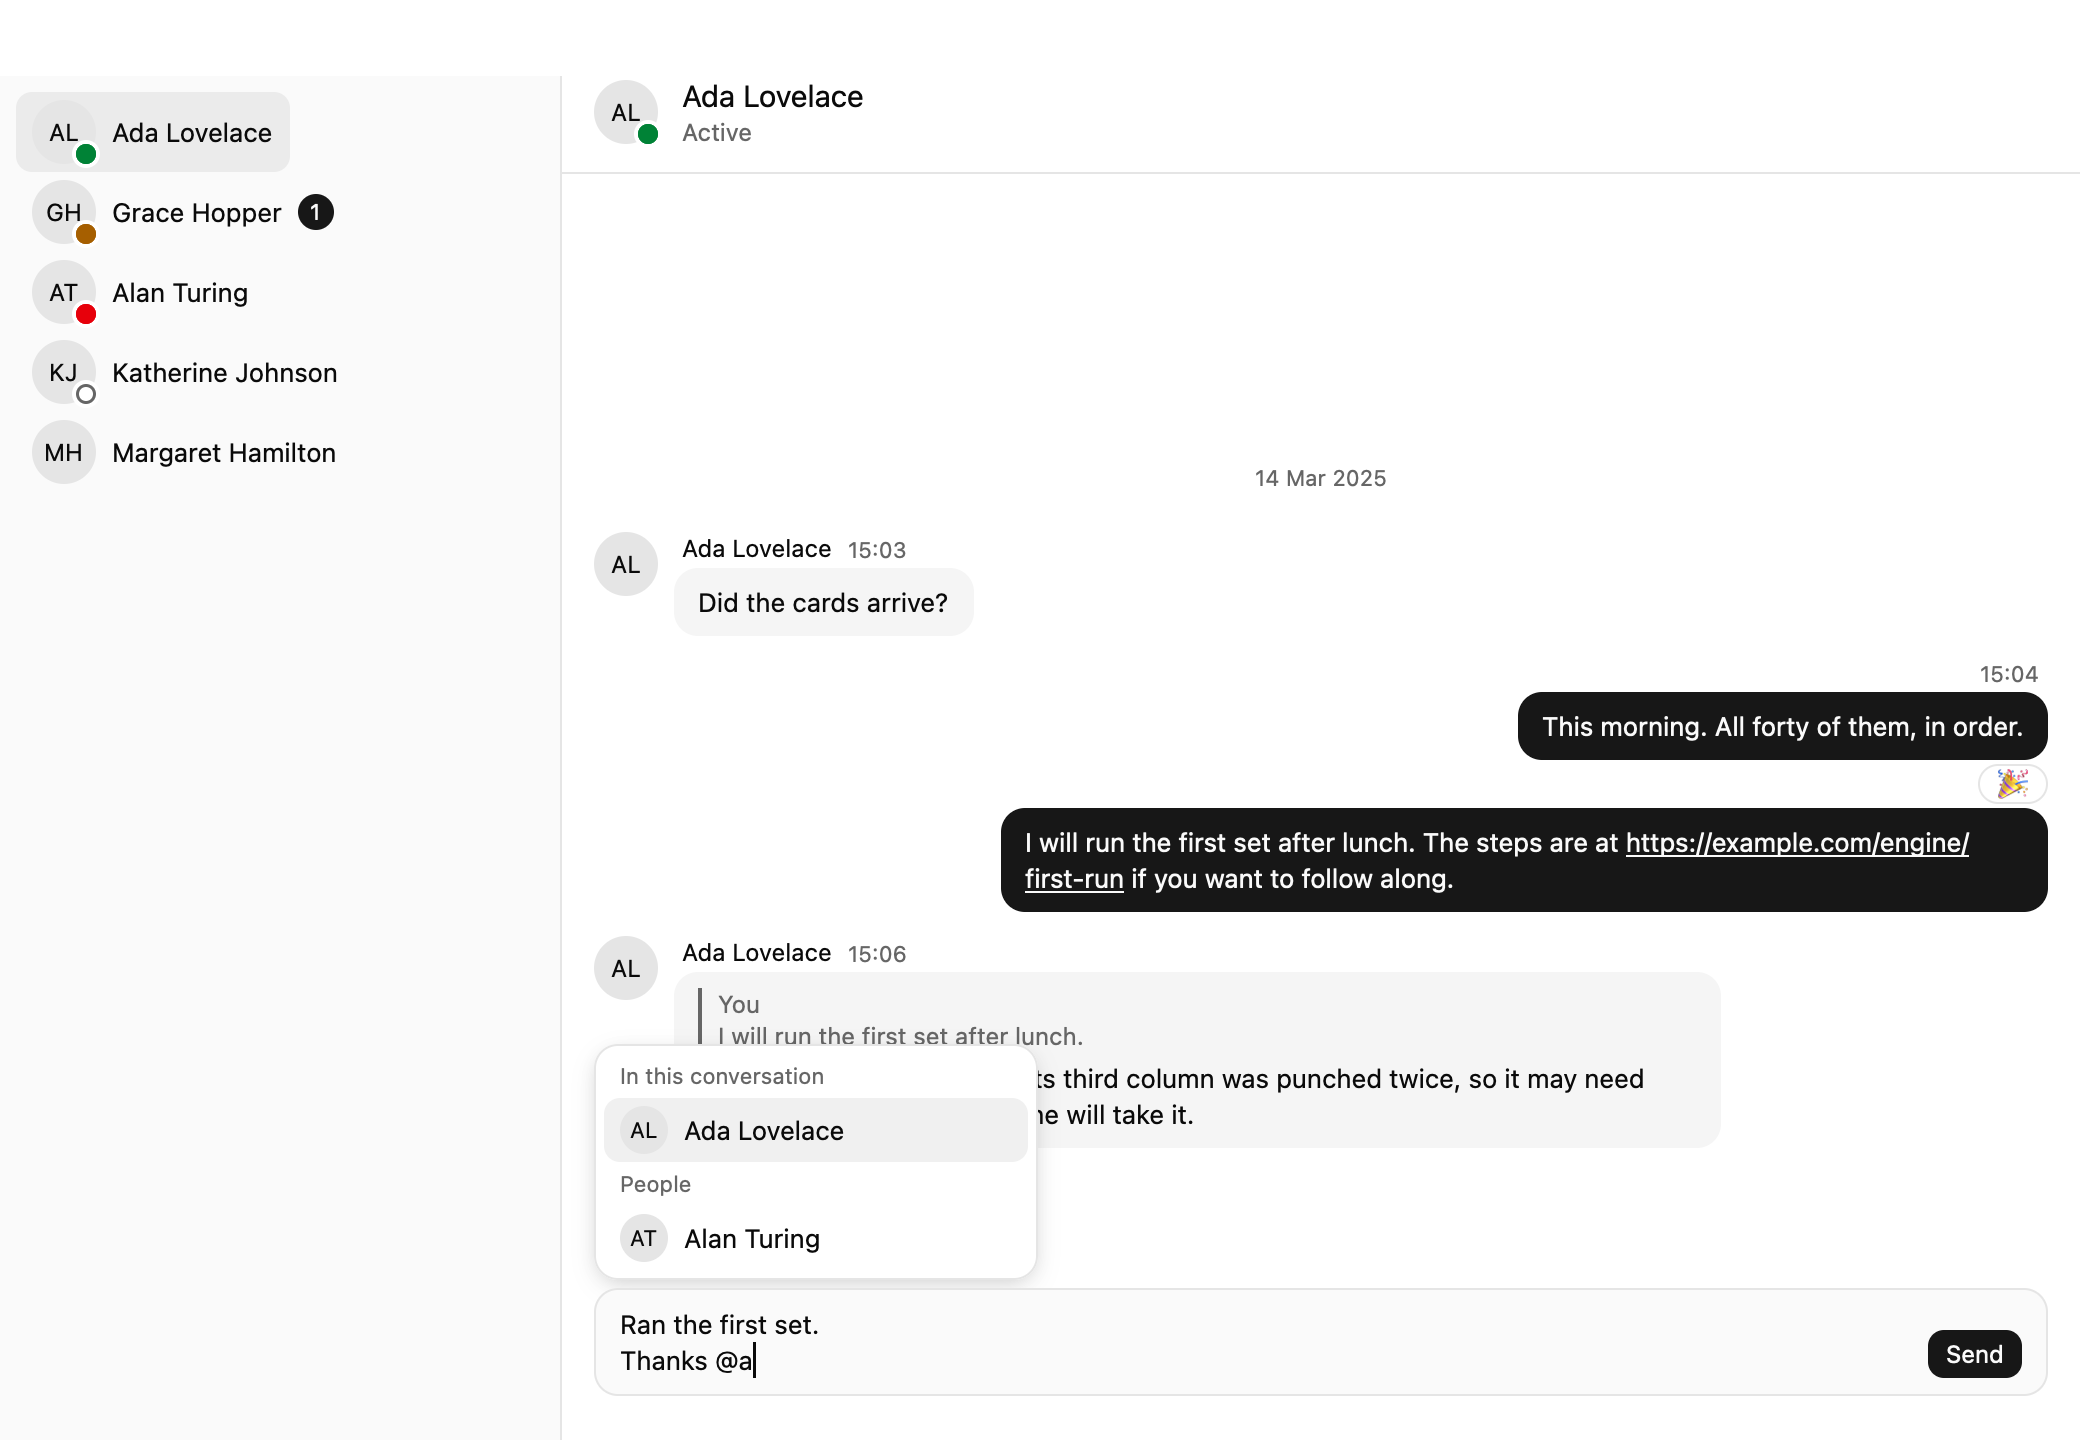 AL Ada Lovelace
GH Grace Hopper 1
AT Alan Turing
KJ Katherine Johnson
MH Margaret Hamilton
AL Ada Lovelace
Active
14 Mar 2025
AL Ada Lovelace 15:03
Did the cards arrive?
15:04
This morning. All forty of them, in order.
🎉
I will run the first set after lunch. The steps are at https://example.com/engine/
first-run if you want to follow along.
AL Ada Lovelace 15:06
You
I will run the first set after lunch.
third column was punched twice, so it may need
will take it.
In this conversation
AL Ada Lovelace
People
AT Alan Turing
Ran the first set.
Thanks @a
Send